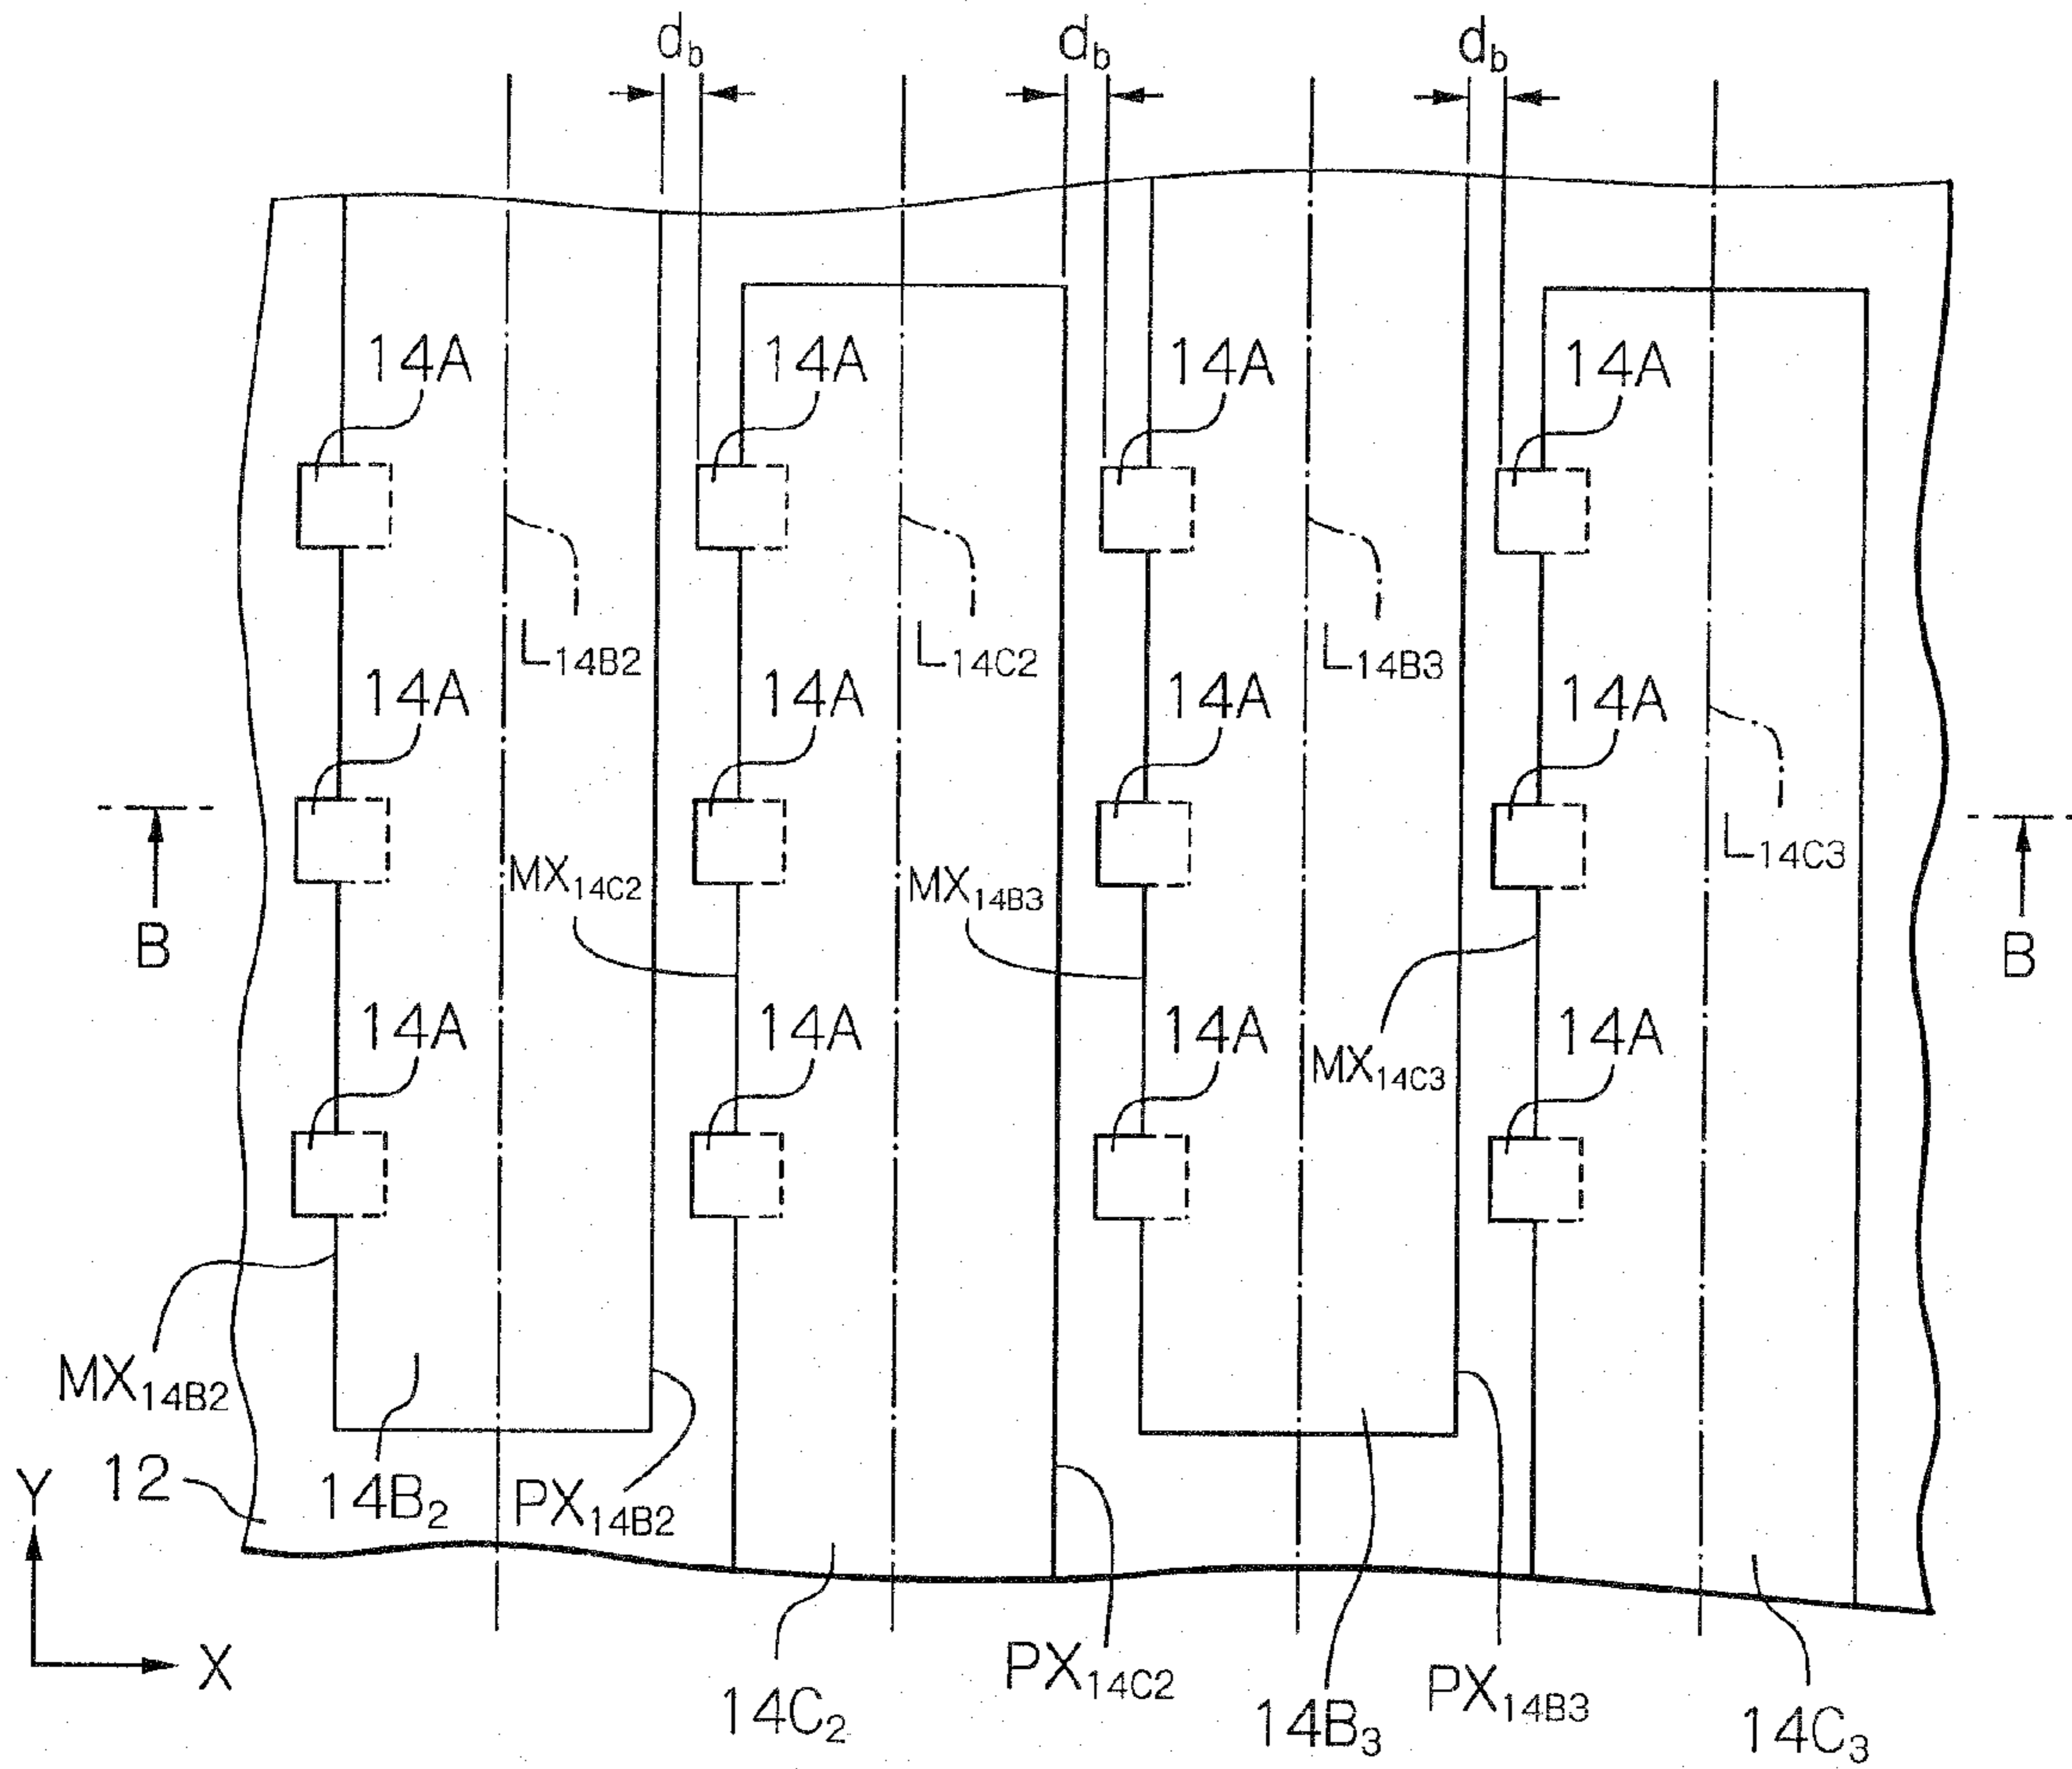 d_b d_b d_b
14A 14A 14A 14A
L_14B2 L_14C2 L_14B3
14A 14A 14A 14A
L_14C3
MX_14C2 MX_14B3
B B
14A 14A 14A 14A
MX_14C3
MX_14B2
12 14B_2 PX_14B2
Y
X
PX_14C2 PX_14B3
14C_2 14B_3 14C_3